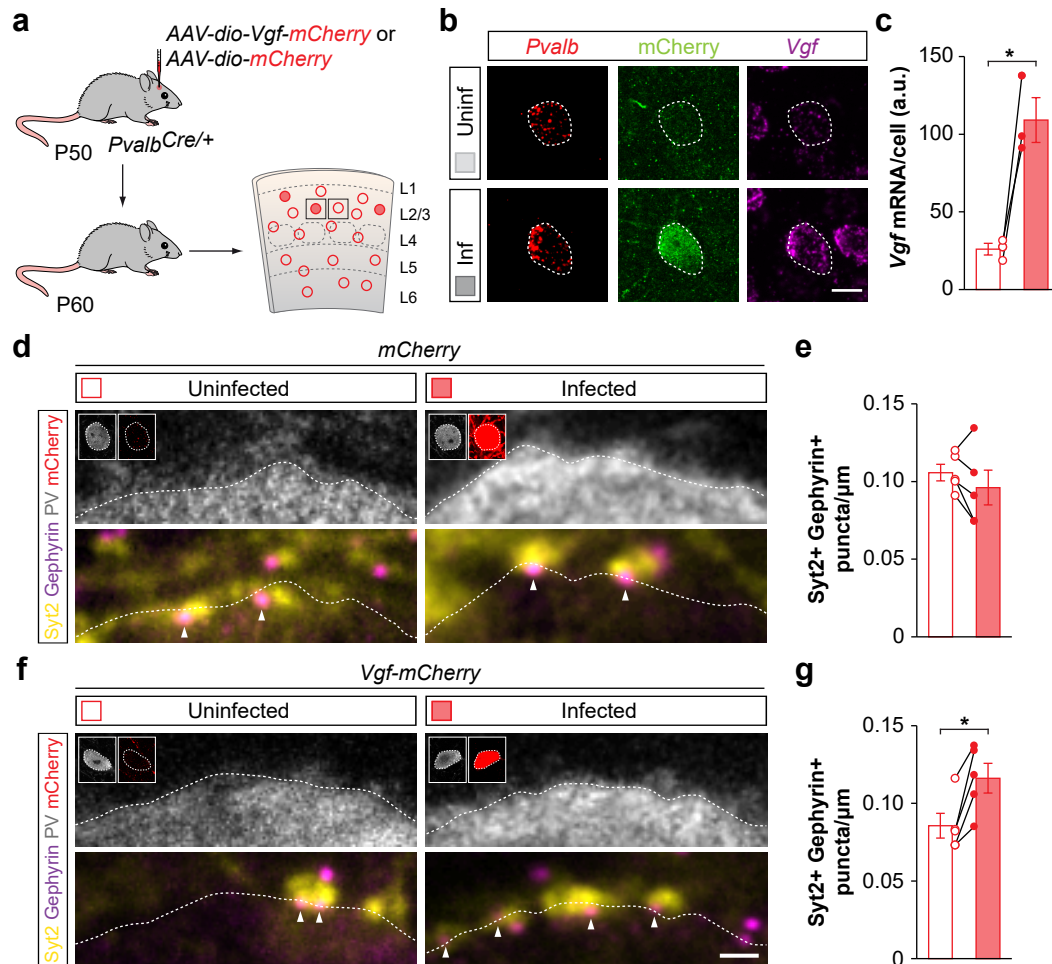 a
AAV-dio-Vgf-mCherry or
AAV-dio-mCherry
P50
PvalbCre/+
P60
L1
L2/3
L4
L5
L6
b
Pvalb
mCherry
Vgf
Uninf
Inf
c
Vgf mRNA/cell (a.u.)
150
100
50
0
*
d
mCherry
Uninfected
Infected
Syt2 Gephyrin PV mCherry
e
Syt2+ Gephyrin+
puncta/µm
0.15
0.10
0.05
0
f
Vgf-mCherry
Uninfected
Infected
Syt2 Gephyrin PV mCherry
g
Syt2+ Gephyrin+
puncta/µm
0.15
0.10
0.05
0
*